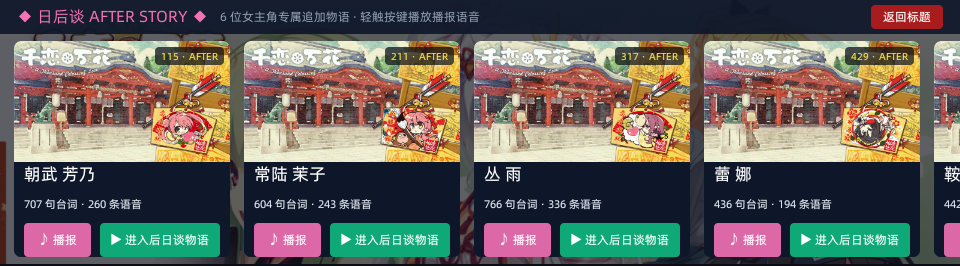 ◆ 日后谈 AFTER STORY ◆ 6 位女主角专属追加物语 · 轻触按键播放播报语音 返回标题
千恋＊万花 115 · AFTER
朝武 芳乃
707 句台词 · 260 条语音
♪ 播报 ▶ 进入后日谈物语
千恋＊万花 211 · AFTER
常陆 茉子
604 句台词 · 243 条语音
♪ 播报 ▶ 进入后日谈物语
千恋＊万花 317 · AFTER
丛 雨
766 句台词 · 336 条语音
♪ 播报 ▶ 进入后日谈物语
千恋＊万花 429 · AFTER
蕾 娜
436 句台词 · 194 条语音
♪ 播报 ▶ 进入后日谈物语
鞍
442